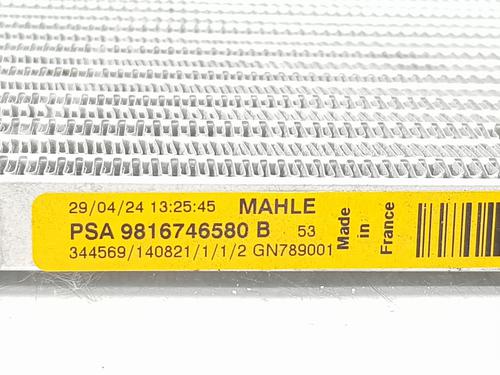 29/04/24 13:25:45 MAHLE
PSA 9816746580 B 53
344569/140821/1/1/2 GN789001
Made
in
France